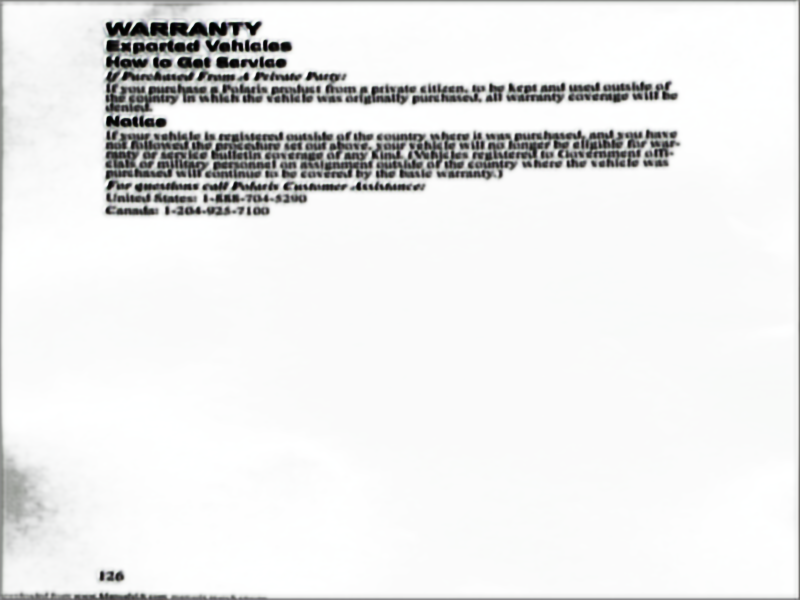 WARRANTY
Exported Vehicles
How to Get Service
If Purchased From A Private Party:
If you purchase a Polaris product from a private citizen, to be kept and used outside of
the country in which the vehicle was originally purchased, all warranty coverage will be
denied.
Notice
If your vehicle is registered outside of the country where it was purchased, and you have
not followed the procedure set out above, your vehicle will no longer be eligible for war-
ranty or service bulletin coverage of any kind. (Vehicles registered to Government offi-
cials or military personnel on assignment outside of the country where the vehicle was
purchased will continue to be covered by the basic warranty.)
For questions call Polaris Customer Assistance:
United States: 1-888-704-5290
Canada: 1-204-925-7100
126
from www.